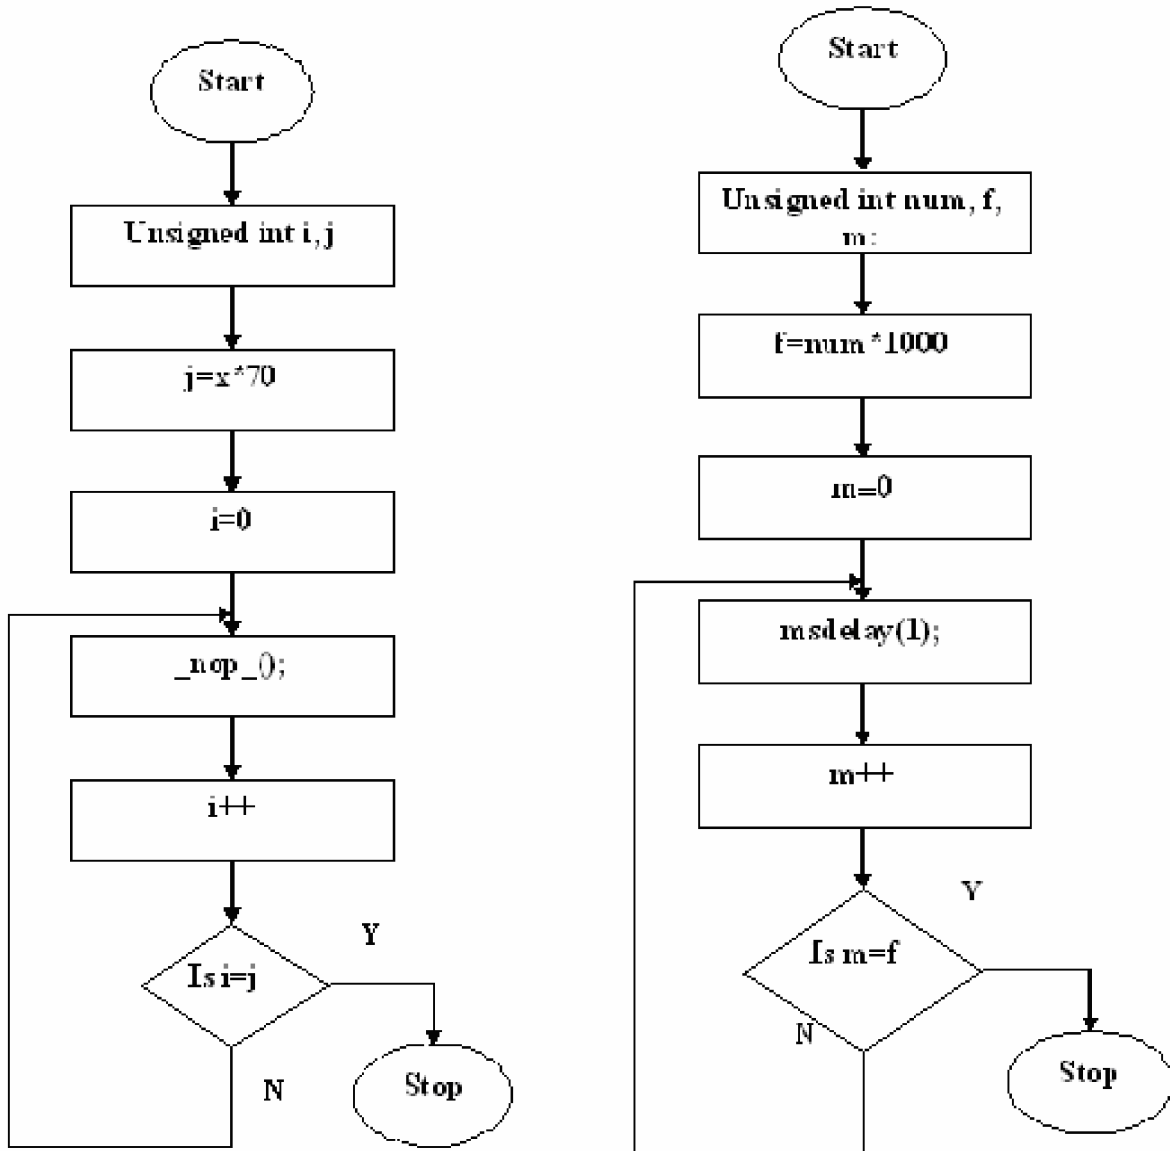 Start
Unsigned int i, j
j=x*70
i=0
_nop_();
i++
Is i=j
Y
N
Stop
Start
Unsigned int num, f,
m;
f=num*1000
m=0
msdelay(1);
m++
Is m=f
Y
N
Stop